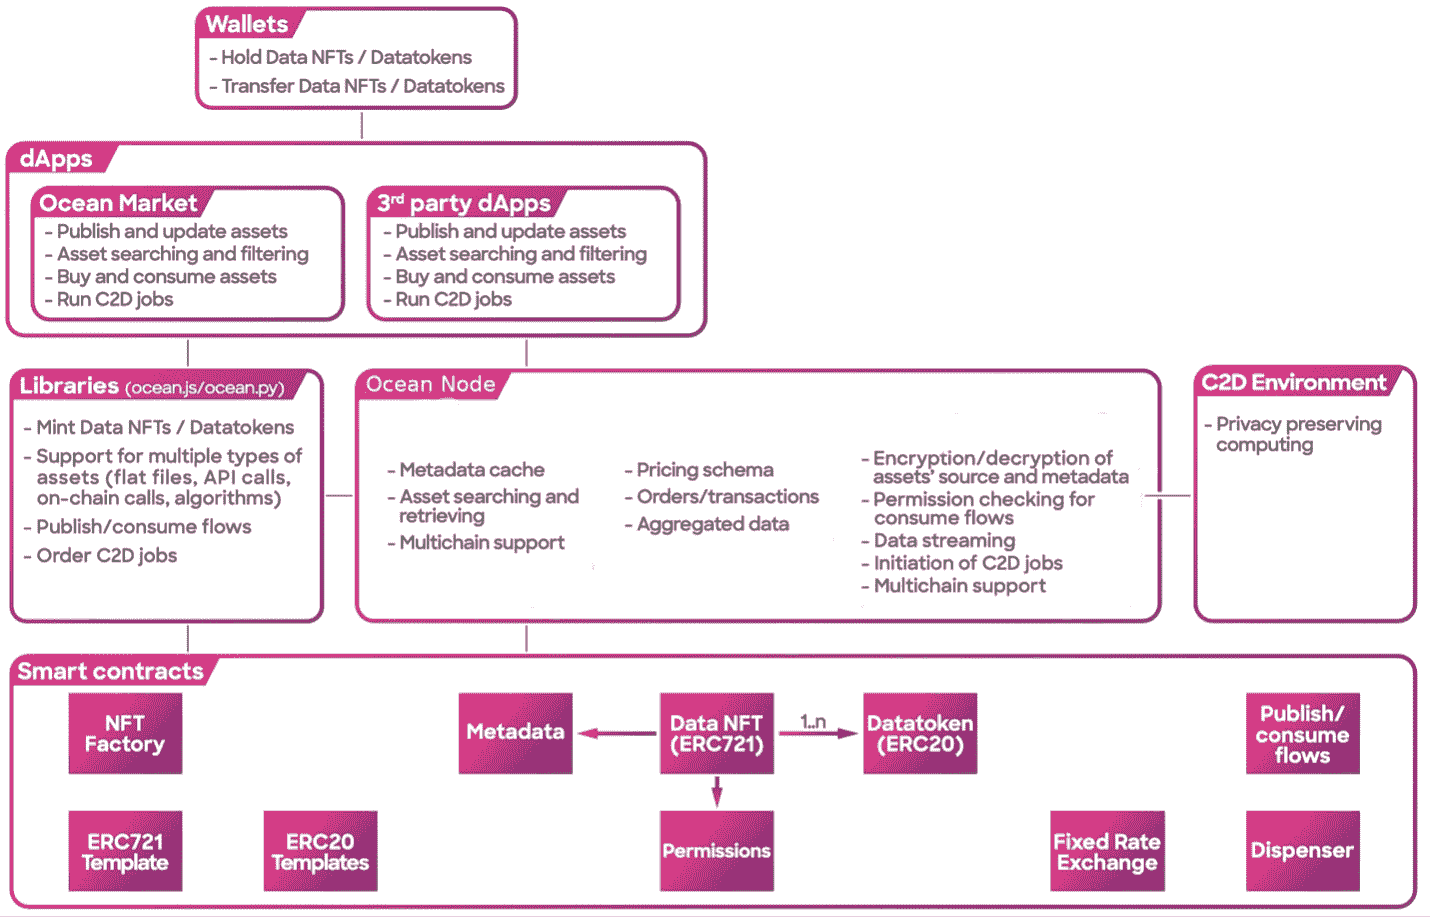 Wallets
- Hold Data NFTs / Datatokens
- Transfer Data NFTs / Datatokens
dApps
Ocean Market
- Publish and update assets
- Asset searching and filtering
- Buy and consume assets
- Run C2D jobs
3rd party dApps
- Publish and update assets
- Asset searching and filtering
- Buy and consume assets
- Run C2D jobs
Libraries (ocean.js/ocean.py)
- Mint Data NFTs / Datatokens
- Support for multiple types of
assets (flat files, API calls,
on-chain calls, algorithms)
- Publish/consume flows
- Order C2D jobs
Ocean Node
- Metadata cache
- Asset searching and
retrieving
- Multichain support
- Pricing schema
- Orders/transactions
- Aggregated data
- Encryption/decryption of
assets' source and metadata
- Permission checking for
consume flows
- Data streaming
- Initiation of C2D jobs
- Multichain support
C2D Environment
- Privacy preserving
computing
Smart contracts
NFT
Factory
Metadata
Data NFT
(ERC721)
1..n
Datatoken
(ERC20)
Publish/
consume
flows
ERC721
Template
ERC20
Templates
Permissions
Fixed Rate
Exchange
Dispenser